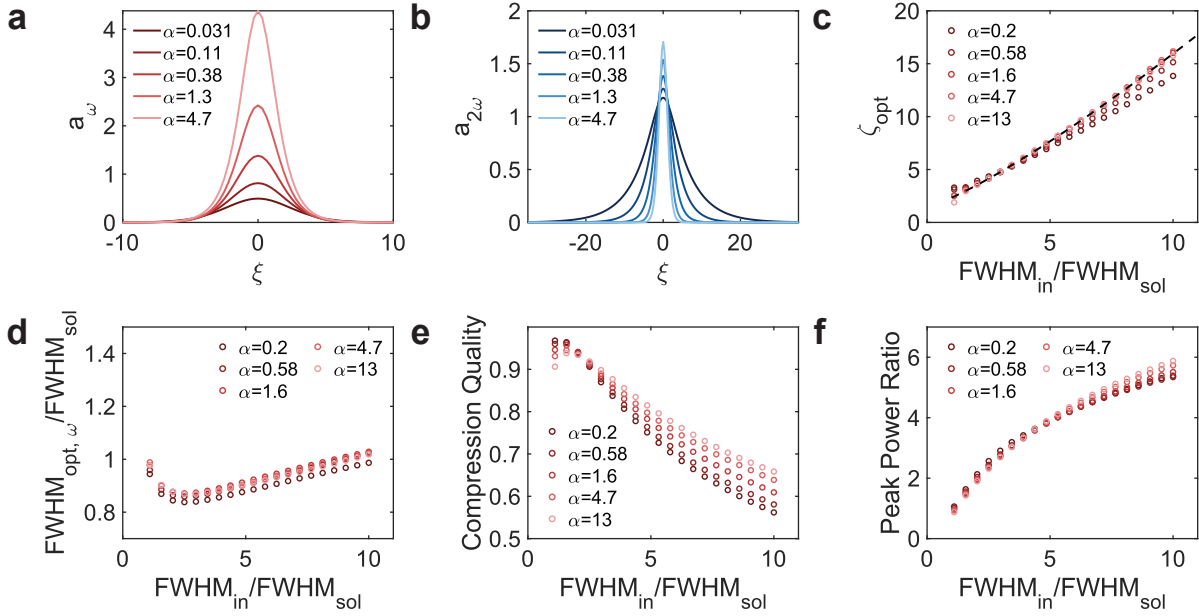 a
4
3
2
1
0
-10
0
10
a_ω
ξ
α=0.031
α=0.11
α=0.38
α=1.3
α=4.7
b
2
1.5
1
0.5
0
-20
0
20
a_2ω
ξ
α=0.031
α=0.11
α=0.38
α=1.3
α=4.7
c
20
15
10
5
0
0
5
10
ζ_opt
FWHM_in/FWHM_sol
α=0.2
α=0.58
α=1.6
α=4.7
α=13
d
1.4
1.2
1
0.8
0
5
10
FWHM_opt, ω/FWHM_sol
FWHM_in/FWHM_sol
α=0.2
α=0.58
α=1.6
α=4.7
α=13
e
0.9
0.8
0.7
0.6
0.5
0
5
10
Compression Quality
FWHM_in/FWHM_sol
α=0.2
α=0.58
α=1.6
α=4.7
α=13
f
6
4
2
0
0
5
10
Peak Power Ratio
FWHM_in/FWHM_sol
α=0.2
α=0.58
α=1.6
α=4.7
α=13